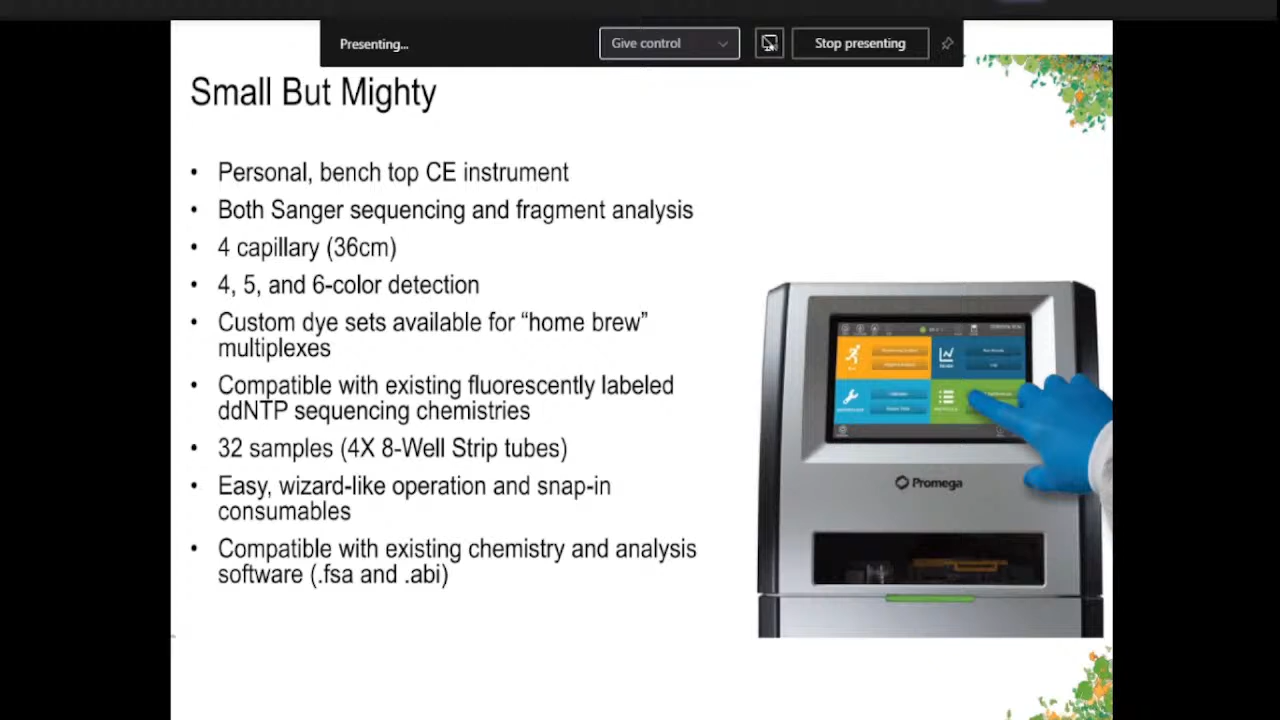 Presenting...
Give control
Stop presenting
Small But Mighty
• Personal, bench top CE instrument
• Both Sanger sequencing and fragment analysis
• 4 capillary (36cm)
• 4, 5, and 6-color detection
• Custom dye sets available for “home brew”
multiplexes
• Compatible with existing fluorescently labeled
ddNTP sequencing chemistries
• 32 samples (4X 8-Well Strip tubes)
• Easy, wizard-like operation and snap-in
consumables
• Compatible with existing chemistry and analysis
software (.fsa and .abi)
Promega